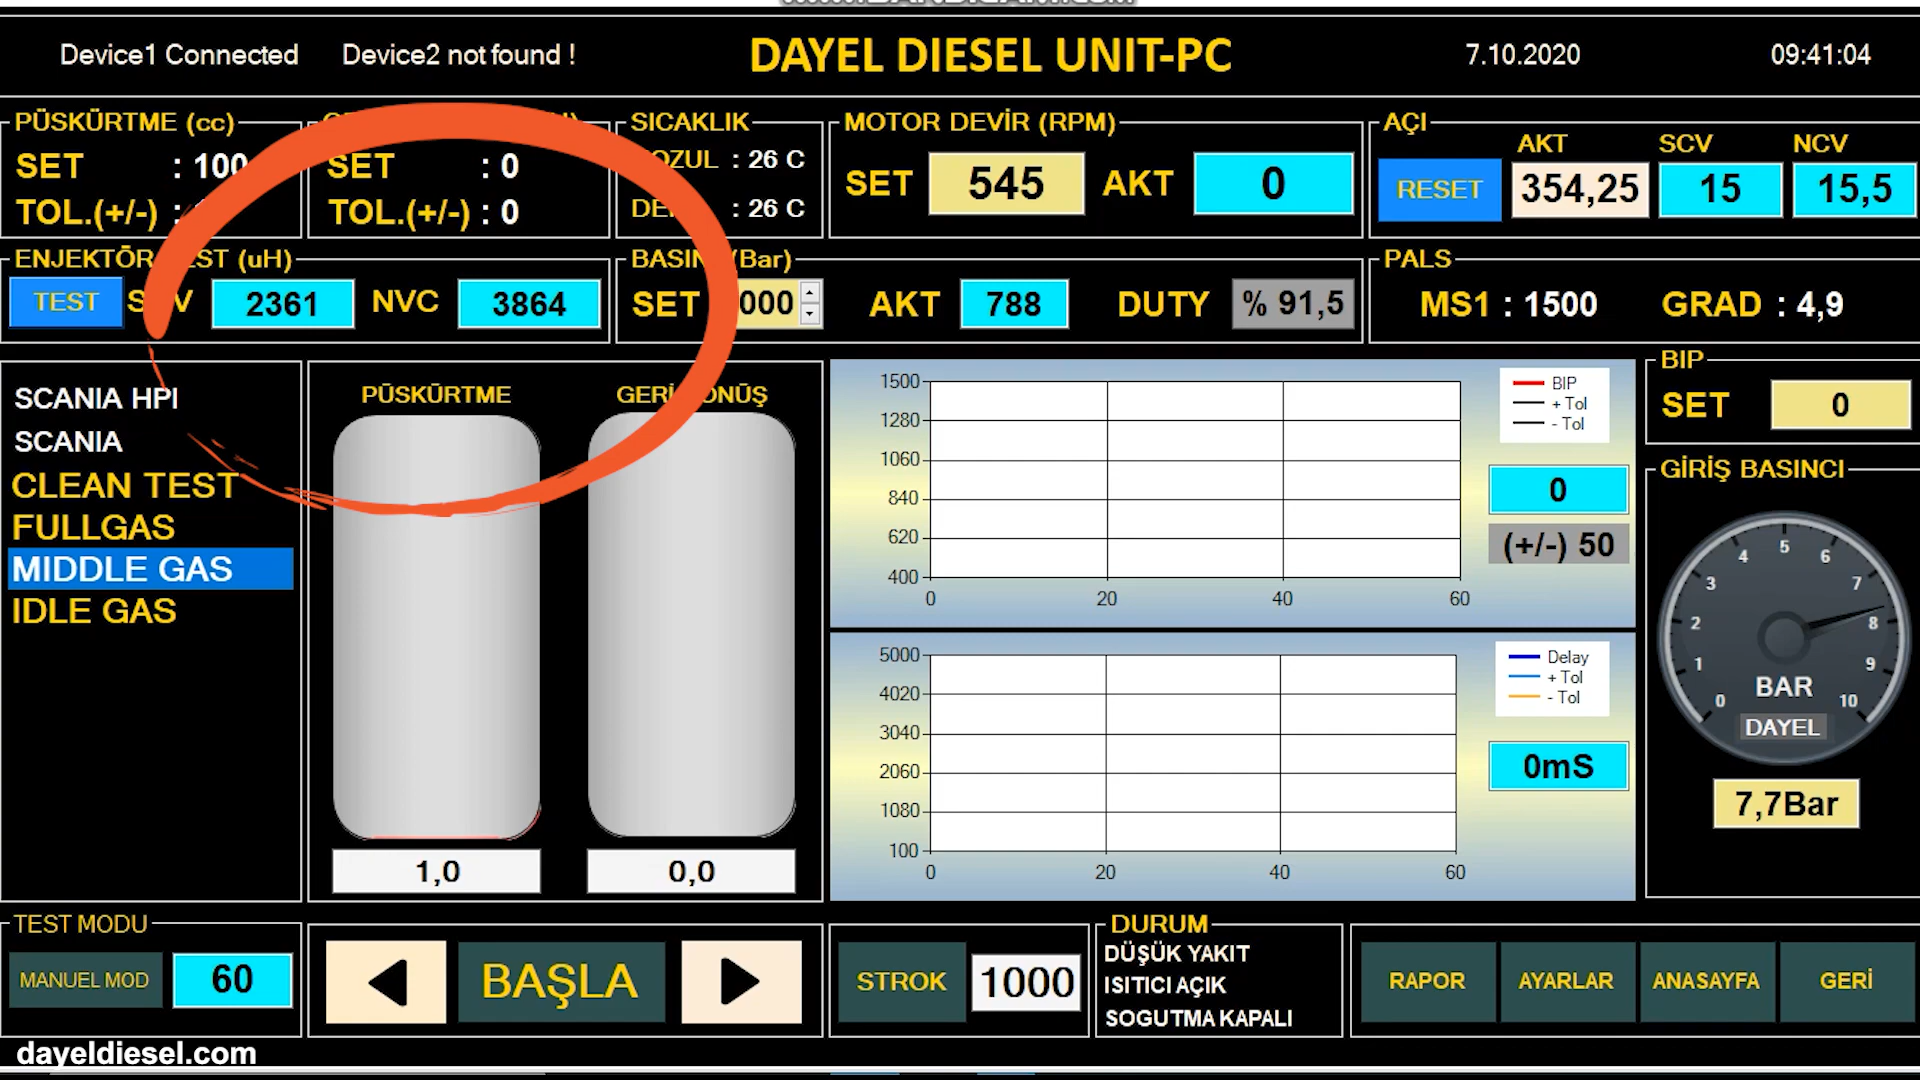 Device1 Connected
Device2 not found !
DAYEL DIESEL UNIT-PC
7.10.2020
09:41:04
PÜSKÜRTME (cc)
SET : 100
TOL.(+/-) :
SET : 0
TOL.(+/-) : 0
SICAKLIK
: 26 C
: 26 C
MOTOR DEVİR (RPM)
SET 545 AKT 0
AÇI
AKT SCV NCV
RESET 354,25 15 15,5
ENJEKTÖR (uH)
TEST 2361 NVC 3864
(Bar)
SET AKT 788 DUTY % 91,5
PALS
MS1 : 1500 GRAD : 4,9
SCANIA HPI
SCANIA
CLEAN TEST
FULLGAS
MIDDLE GAS
IDLE GAS
PÜSKÜRTME
1,0
0,0
1500
1280
1060
840
620
400
0 20 40 60
BIP
+ Tol
- Tol
0
(+/-) 50
5000
4020
3040
2060
1080
100
0 20 40 60
Delay
+ Tol
- Tol
0mS
BIP
SET 0
GİRİŞ BASINCI
0 1 2 3 4 5 6 7 8 9 10
BAR
DAYEL
7,7Bar
TEST MODU
MANUEL MOD 60
BAŞLA
STROK 1000
DURUM
DÜŞÜK YAKIT
ISITICI AÇIK
SOGUTMA KAPALI
RAPOR
AYARLAR
ANASAYFA
GERİ
dayeldiesel.com